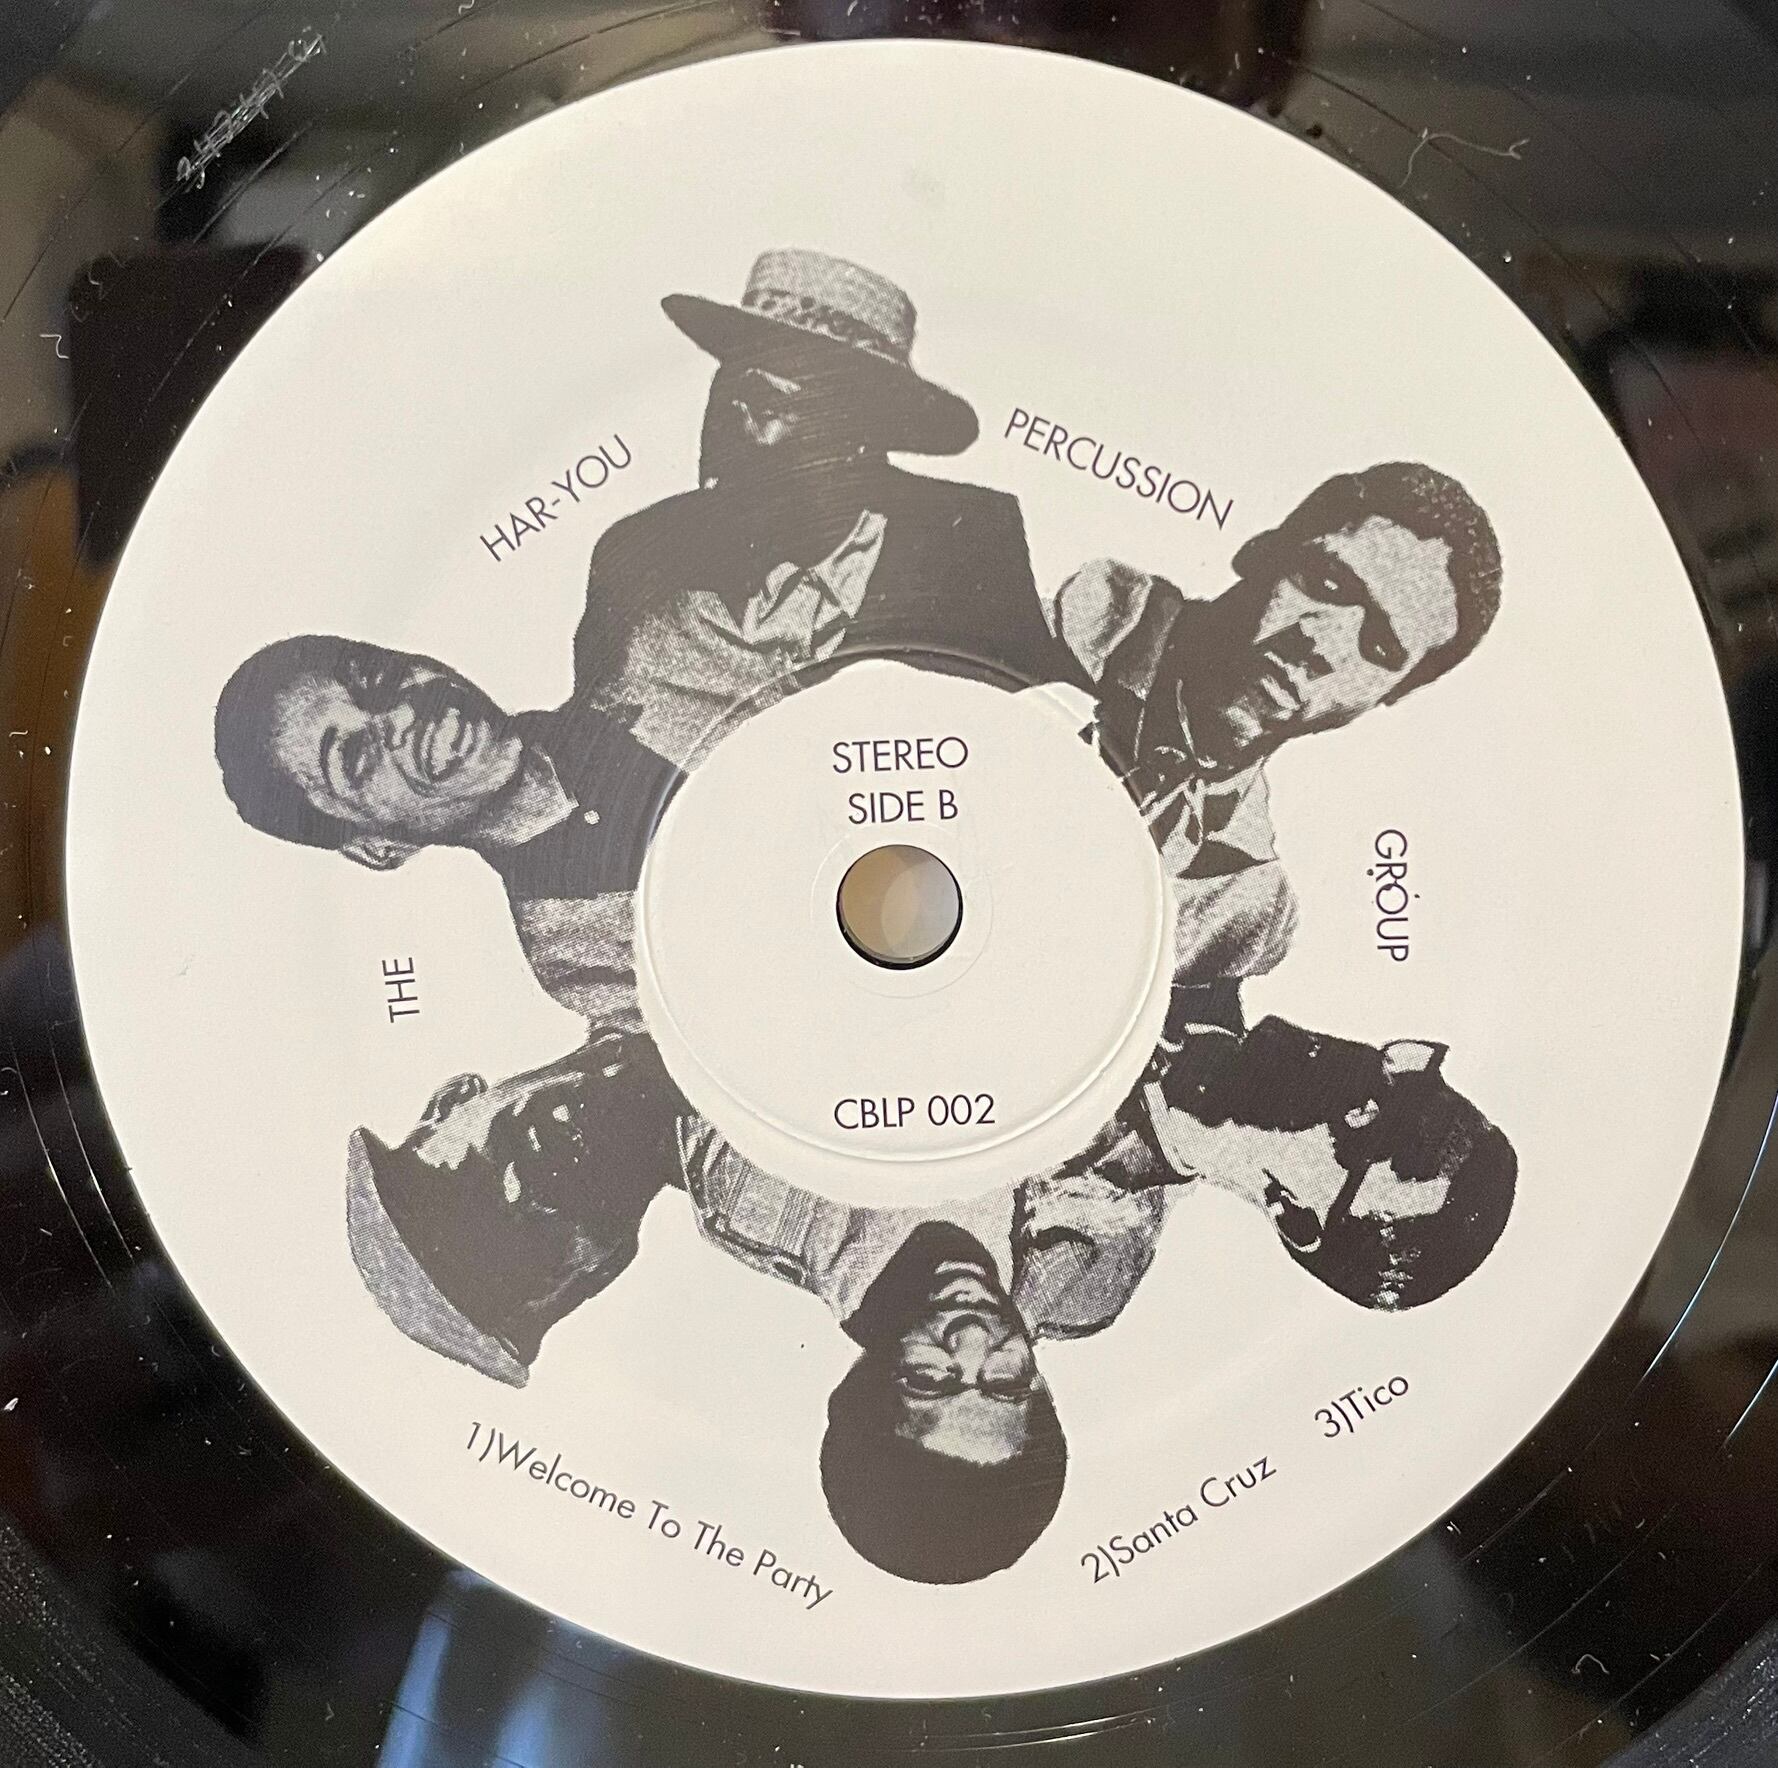 THE
HAR-YOU
PERCUSSION
GROUP
STEREO
SIDE B
CBLP 002
1)Welcome To The Party
2)Santa Cruz
3)Tico